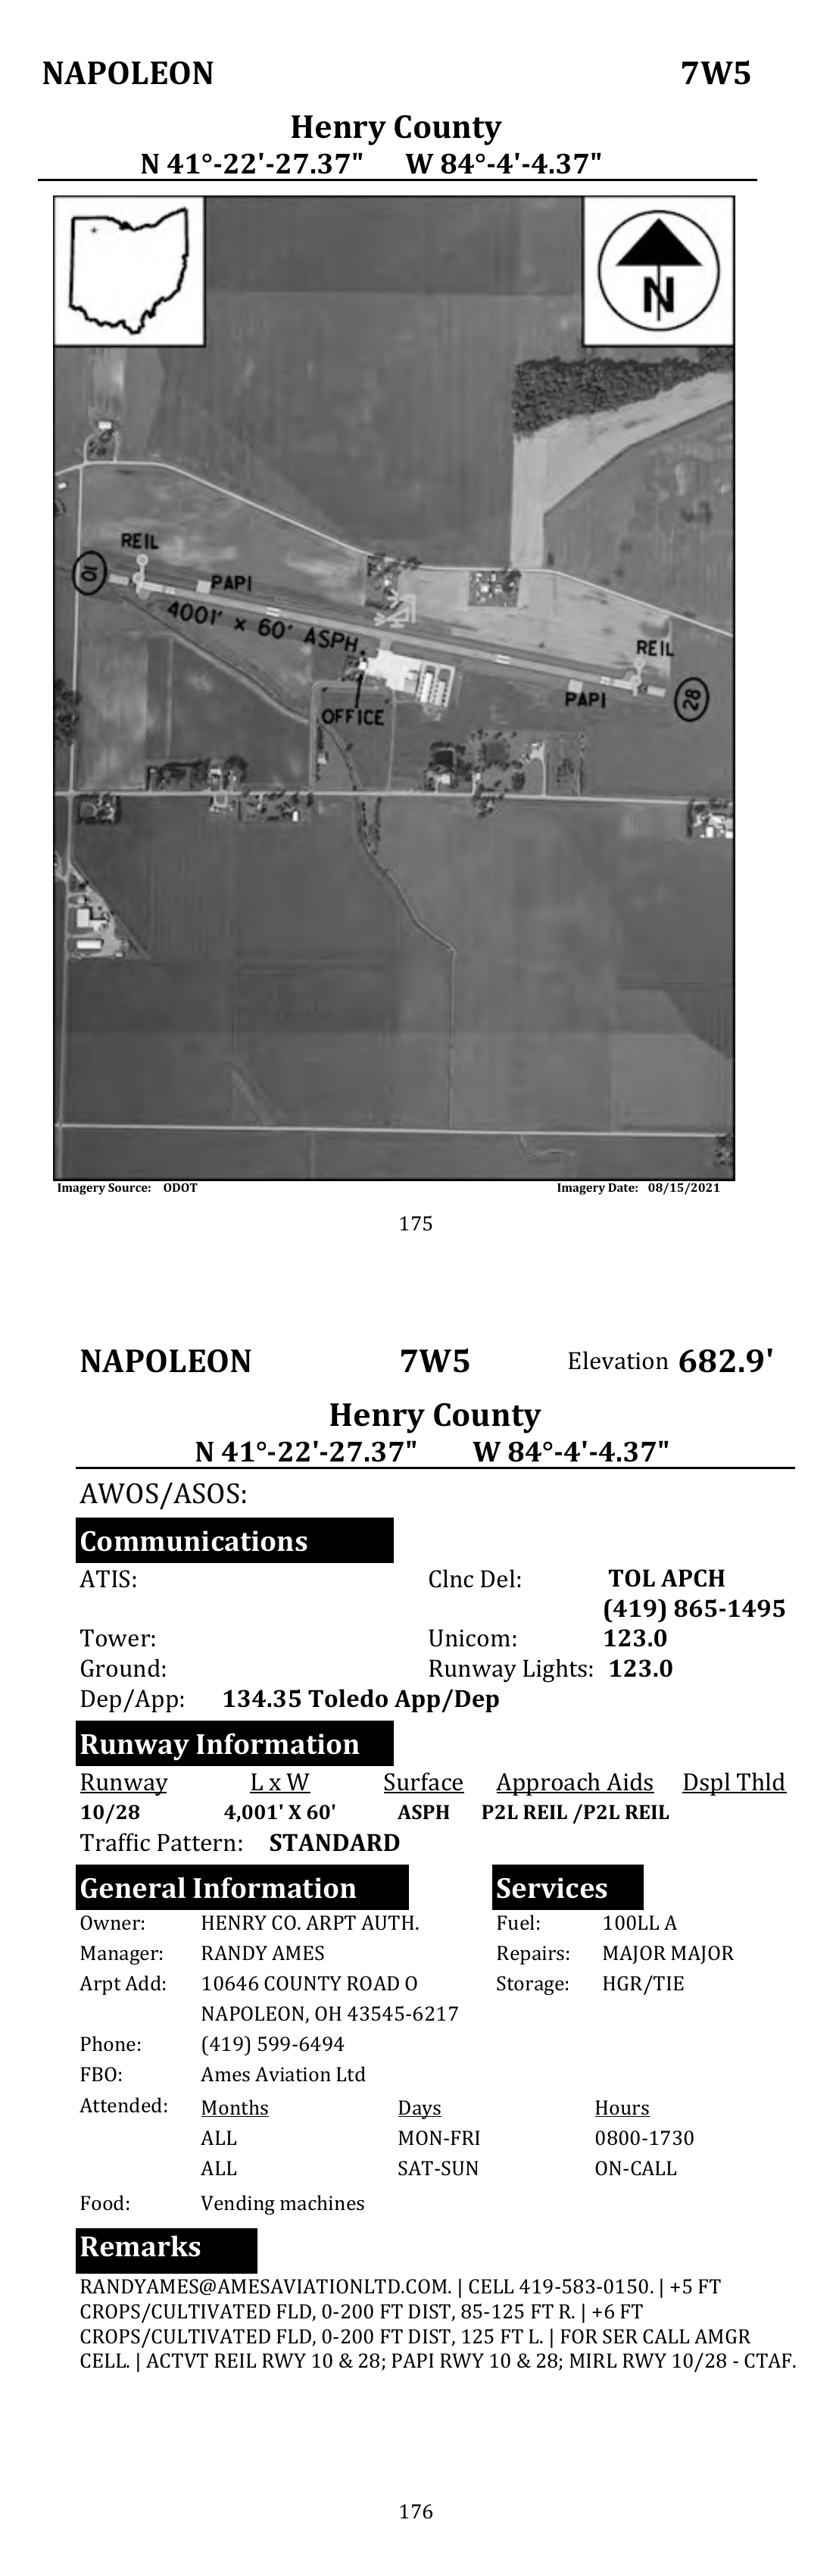 NAPOLEON 7W5
Henry County
N 41°-22'-27.37" W 84°-4'-4.37"
N
REIL
10
PAPI
4001' x 60' ASPH.
REIL
PAPI
28
OFFICE
Imagery Source: ODOT Imagery Date: 08/15/2021
175
NAPOLEON 7W5 Elevation 682.9'
Henry County
N 41°-22'-27.37" W 84°-4'-4.37"
AWOS/ASOS:
Communications
ATIS: Clnc Del: TOL APCH
(419) 865-1495
Tower: Unicom: 123.0
Ground: Runway Lights: 123.0
Dep/App: 134.35 Toledo App/Dep
Runway Information
Runway L x W Surface Approach Aids Dspl Thld
10/28 4,001' X 60' ASPH P2L REIL /P2L REIL
Traffic Pattern: STANDARD
General Information Services
Owner: HENRY CO. ARPT AUTH. Fuel: 100LL A
Manager: RANDY AMES Repairs: MAJOR MAJOR
Arpt Add: 10646 COUNTY ROAD O Storage: HGR/TIE
NAPOLEON, OH 43545-6217
Phone: (419) 599-6494
FBO: Ames Aviation Ltd
Attended: Months Days Hours
ALL MON-FRI 0800-1730
ALL SAT-SUN ON-CALL
Food: Vending machines
Remarks
RANDYAMES@AMESAVIATIONLTD.COM. | CELL 419-583-0150. | +5 FT
CROPS/CULTIVATED FLD, 0-200 FT DIST, 85-125 FT R. | +6 FT
CROPS/CULTIVATED FLD, 0-200 FT DIST, 125 FT L. | FOR SER CALL AMGR
CELL. | ACTVT REIL RWY 10 & 28; PAPI RWY 10 & 28; MIRL RWY 10/28 - CTAF.
176